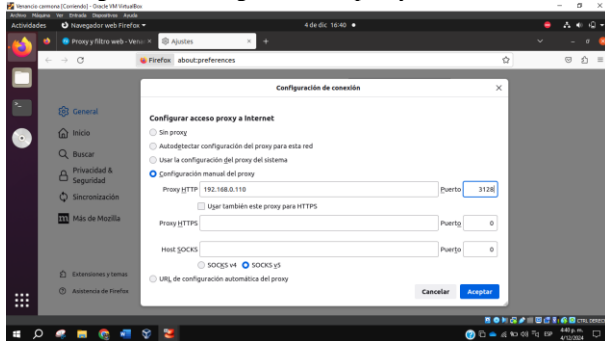 Venancio carmona [Corriendo] - Oracle VM VirtualBox
Archivo Máquina Ver Entrada Dispositivos Ayuda
Actividades Navegador web Firefox 4 de dic 16:40
Proxy y filtro web - Ver Ajustes
Firefox about:preferences
General
Inicio
Buscar
Privacidad & Seguridad
Sincronización
Más de Mozilla
Extensiones y temas
Asistencia de Firefox
Configuración de conexión
Configurar acceso proxy a Internet
Sin proxy
Autodetectar configuración del proxy para esta red
Usar la configuración del proxy del sistema
Configuración manual del proxy
Proxy HTTP 192.168.0.110 Puerto 3128
Usar también este proxy para HTTPS
Proxy HTTPS Puerto 0
Host SOCKS Puerto 0
SOCKS v4 SOCKS v5
URL de configuración automática del proxy
Cancelar Aceptar
CTRL DERECHO
ESP
4:40 p. m.
4/12/2024